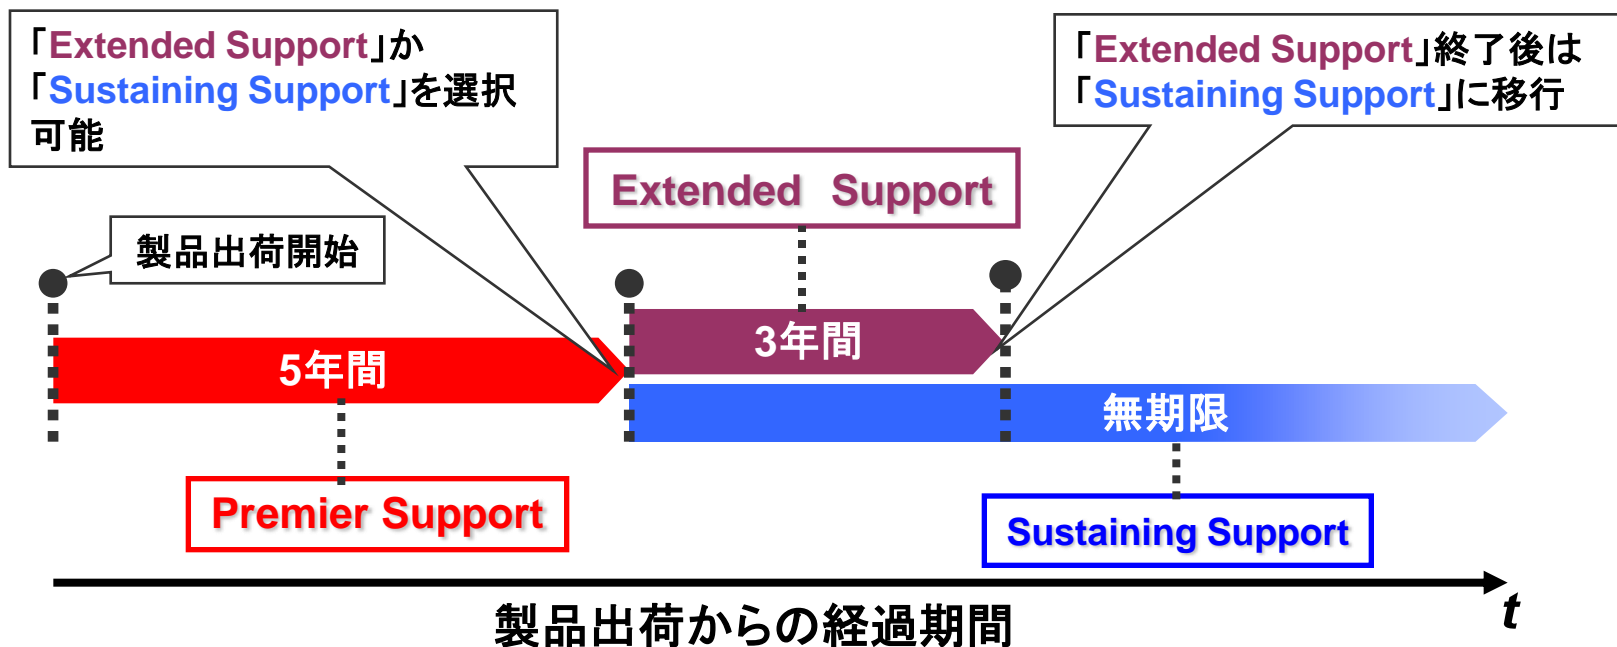 「Extended Support」か
「Sustaining Support」を選択
可能
「Extended Support」終了後は
「Sustaining Support」に移行
Extended Support
製品出荷開始
3年間
5年間
無期限
Premier Support
Sustaining Support
製品出荷からの経過期間
t